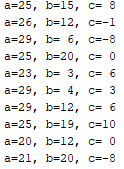 a=25, b=15, c= 8
a=26, b=12, c=-1
a=29, b= 6, c=-8
a=25, b=20, c= 0
a=23, b= 3, c= 6
a=29, b= 4, c= 3
a=29, b=12, c= 6
a=25, b=19, c=10
a=20, b=12, c= 0
a=21, b=20, c=-8